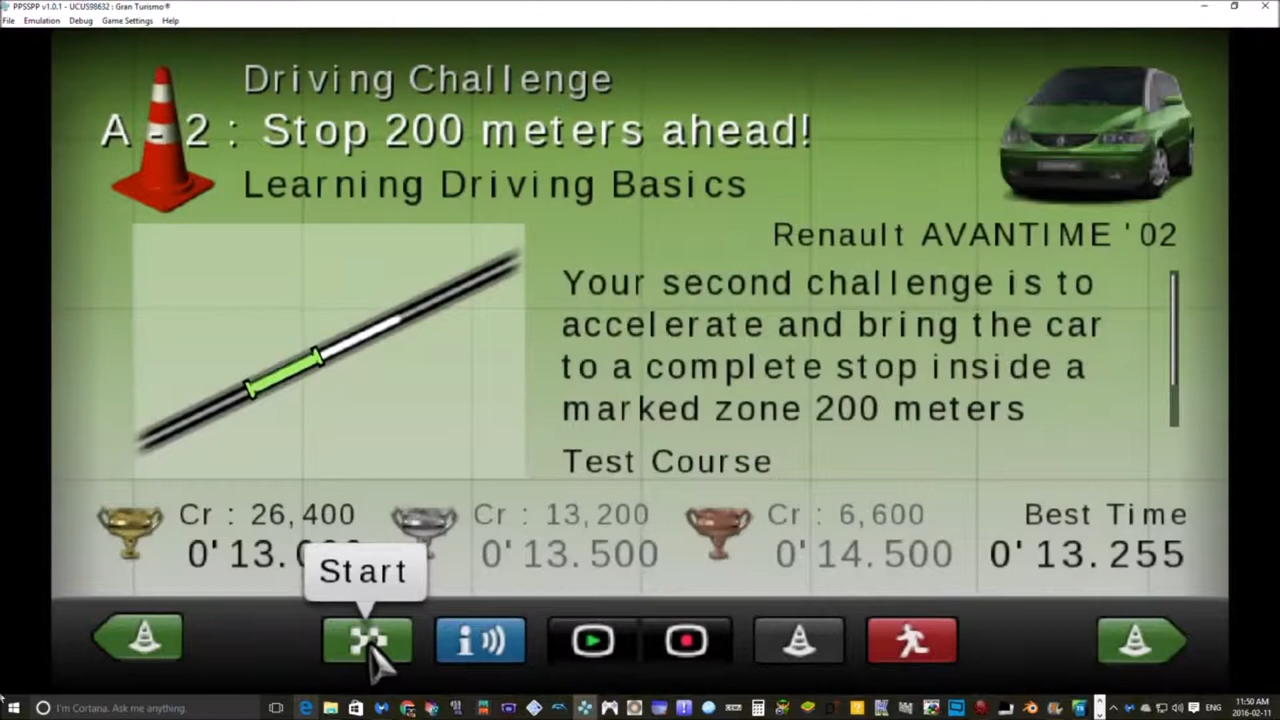 PPSSPP v1.0.1 - UCUS98632 : Gran Turismo®
File Emulation Debug Game Settings Help
Driving Challenge
A - 2 : Stop 200 meters ahead!
Learning Driving Basics
Renault AVANTIME '02
Your second challenge is to
accelerate and bring the car
to a complete stop inside a
marked zone 200 meters
Test Course
Cr : 26,400 Cr : 13,200 Cr : 6,600 Best Time
0'13. 0'13.500 0'14.500 0'13.255
Start
I'm Cortana. Ask me anything.
ENG
11:50 AM
2016-02-11